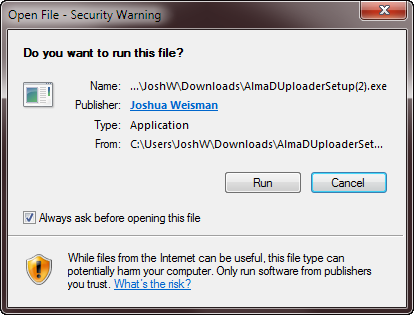 Open File - Security Warning
Do you want to run this file?
Name: ...\JoshW\Downloads\AlmaDUploaderSetup(2).exe
Publisher: Joshua Weisman
Type: Application
From: C:\Users\JoshW\Downloads\AlmaDUploaderSet...
Run Cancel
Always ask before opening this file
While files from the Internet can be useful, this file type can
potentially harm your computer. Only run software from publishers
you trust. What's the risk?